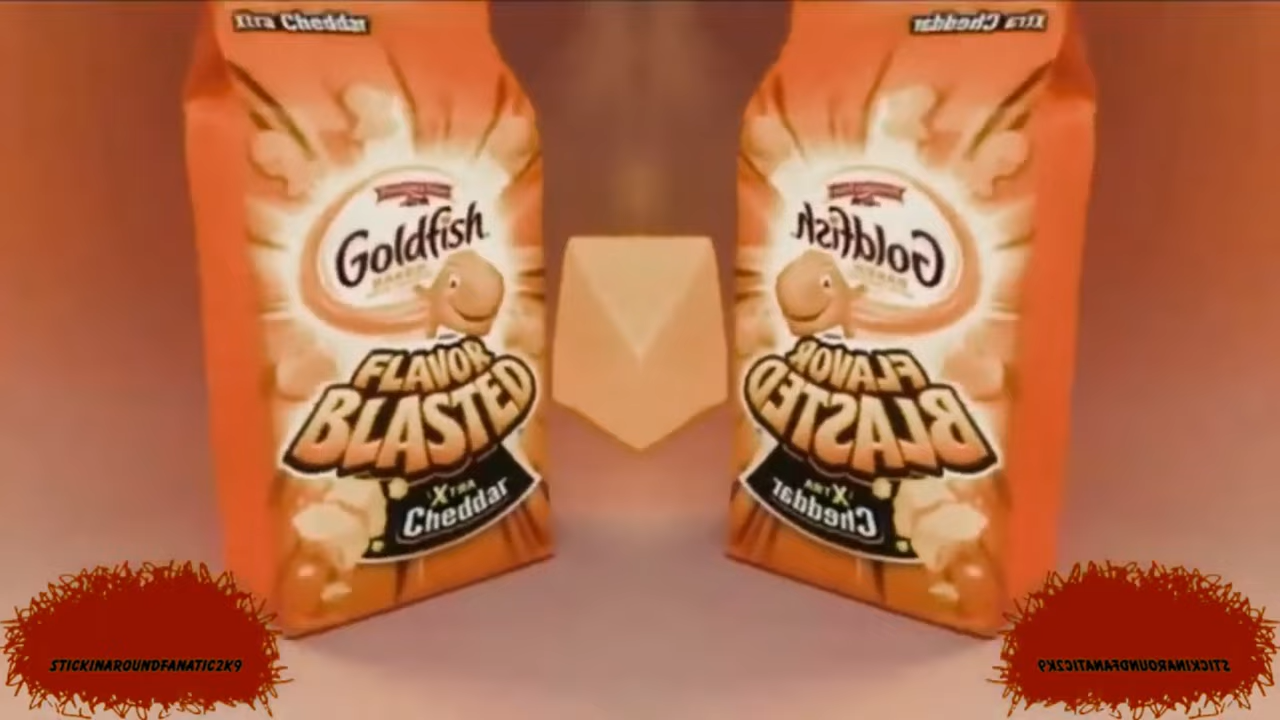 Xtra Cheddar
Xtra Cheddar
Goldfish
Goldfish
FLAVOR
BLASTED
FLAVOR
BLASTED
XTRA
Cheddar
XTRA
Cheddar
STICKINAROUNDFANATIC2K9
STICKINAROUNDFANATIC2K9